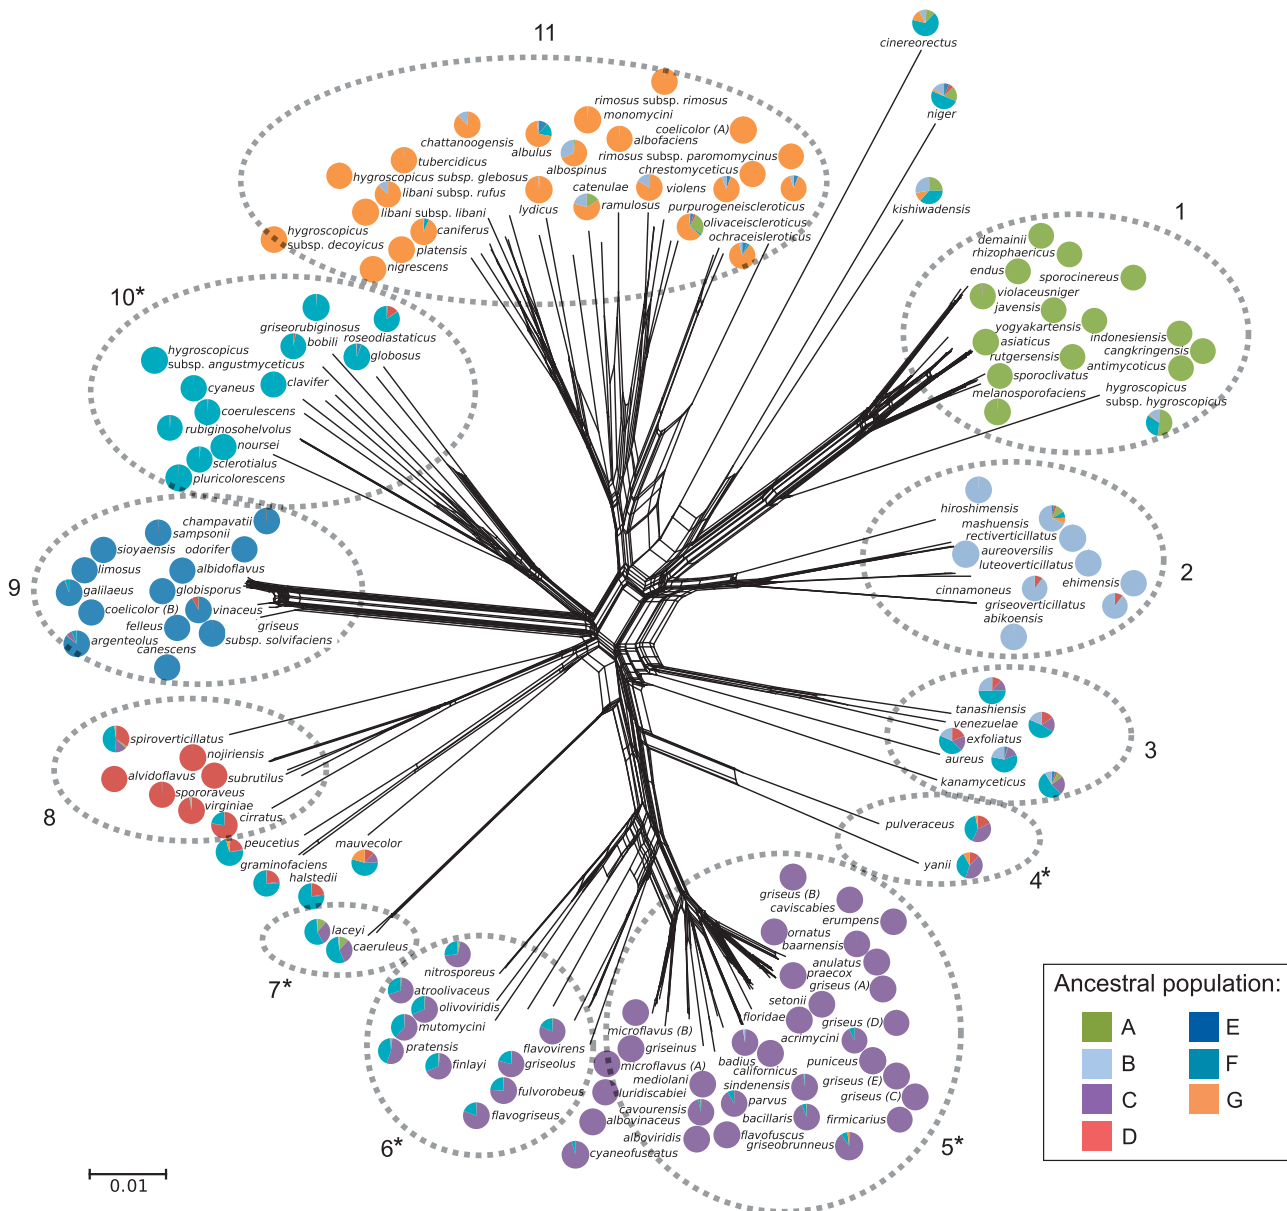 11
cinereorectus
rimosus subsp. rimosus
monomycini
niger
chattanoogensis
albulus
coelicolor (A)
albofaciens
albospinus
rimosus subsp. paromomycinus
tubercidicus
chrestomyceticus
hygroscopicus subsp. glebosus
libani subsp. rufus
catenulae
violens
kishiwadensis
lydicus
ramulosus
purpurogeneiscleroticus
libani subsp. libani
olivaceiscleroticus
hygroscopicus
subsp. decoyicus
caniferus
ochraceisleroticus
platensis
nigrescens
1
demainii
rhizophaericus
endus
sporocinereus
violaceusniger
javensis
yogyakartensis
indonesiensis
asiaticus
cangkringensis
rutgersensis
antimycoticus
sporoclivatus
melanosporofaciens
hygroscopicus
subsp. hygroscopicus
10*
griseorubiginosus
roseodiastaticus
bobili
globosus
hygroscopicus
subsp. angustmyceticus
cyaneus
clavifer
coerulescens
rubiginosohelvolus
noursei
sclerotialus
pluricolorescens
2
hiroshimensis
mashuensis
rectiverticillatus
aureoversilis
luteoverticillatus
ehimensis
cinnamoneus
griseoverticillatus
abikoensis
9
champavatii
sampsonii
sioyaensis
odorifer
limosus
albidoflavus
galilaeus
globisporus
coelicolor (B)
vinaceus
felleus
griseus
subsp. solvifaciens
argenteolus
canescens
3
tanashiensis
venezuelae
exfoliatus
aureus
kanamyceticus
8
spiroverticillatus
nojiriensis
alvidoflavus
subrutilus
spororaveus
virginiae
cirratus
peucetius
mauvecolor
graminofaciens
halstedii
4*
pulveraceus
yanii
7*
laceyi
caeruleus
6*
nitrosporeus
atroolivaceus
olivoviridis
mutomycini
pratensis
finlayi
flavovirens
griseolus
fulvorobeus
flavogriseus
5*
griseus (B)
caviscabies
erumpens
ornatus
baarnensis
anulatus
praecox
griseus (A)
setonii
floridae
griseus (D)
acrimycini
microflavus (B)
griseinus
badius
puniceus
californicus
microflavus (A)
mediolani
sindenensis
griseus (E)
luridiscabiei
parvus
griseus (C)
cavourensis
bacillaris
firmicarius
albovinaceus
alboviridis
flavofuscus
griseobrunneus
cyaneofuscatus
Ancestral population:
A
E
B
F
C
G
D
0.01